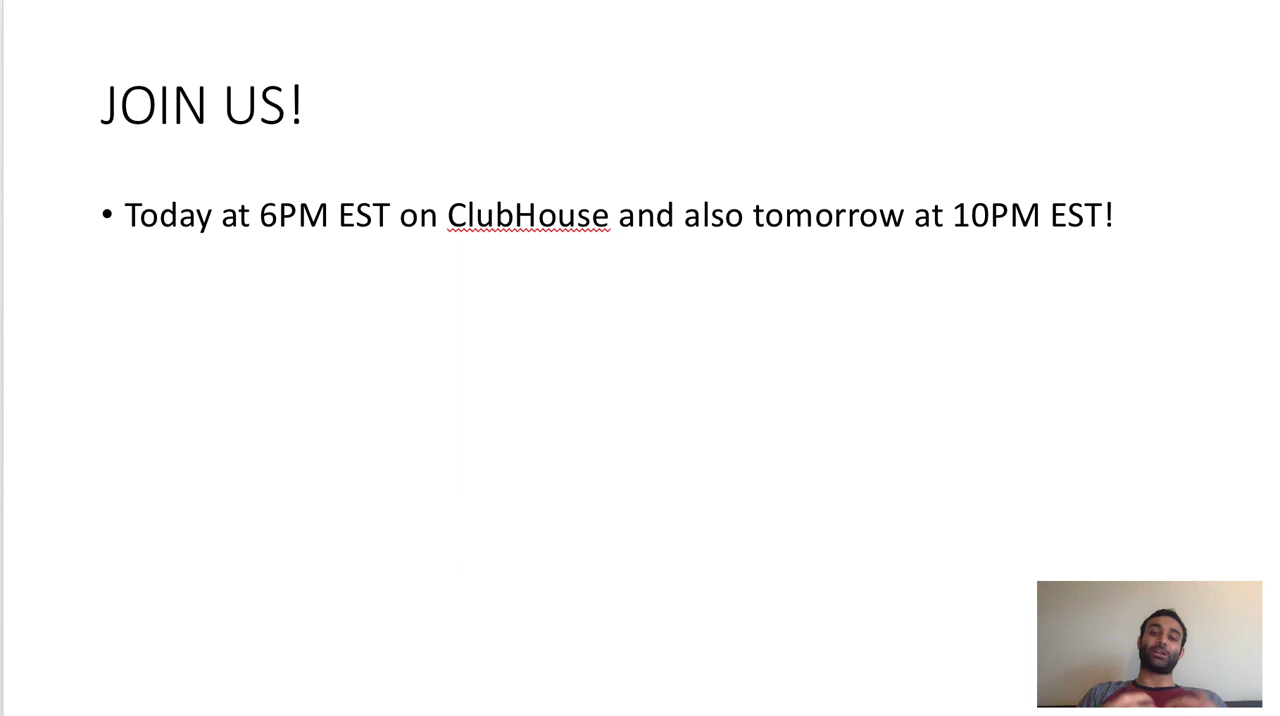 JOIN US!
• Today at 6PM EST on ClubHouse and also tomorrow at 10PM EST!